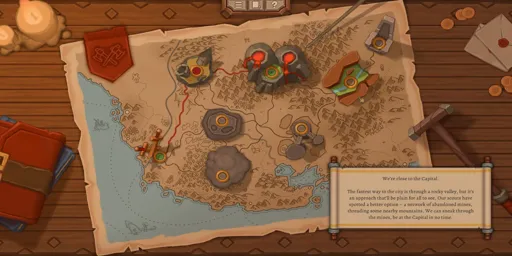 ?
We're close to the Capital.
The fastest way to the city is through a rocky valley, but it's
an approach that'll be plain for all to see. Our scouts have
spotted a better option - a network of abandoned mines,
threading some nearby mountains. We can sneak through
the mines, be at the Capital in no time.